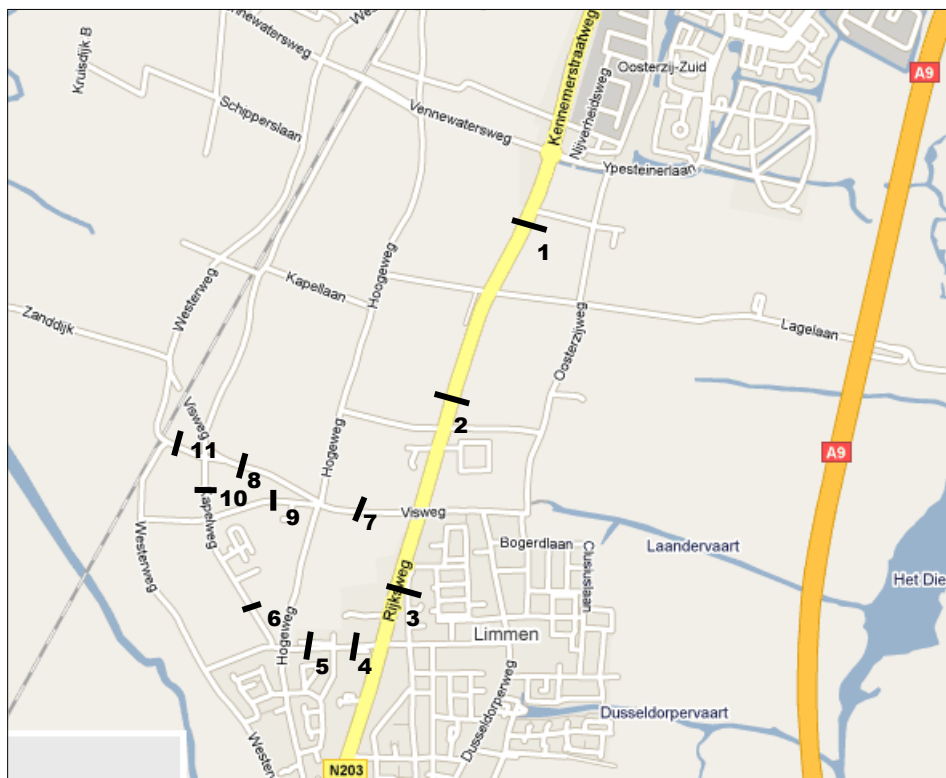 Kruisdijk B
Vennewatersweg
Schipperslaan
Vennewatersweg
Kennemerstraatweg
Nijverheidsweg
Oosterzij-Zuid
A9
Ypesteinerlaan
1
Westerweg
Kapellaan
Hoogeweg
Oosterzijweg
Lagelaan
Zanddijk
2
Visweg
Hogeweg
A9
11
8
10
9
7
Visweg
Kapelweg
Westerweg
Bogerdlaan
Clusiuslaan
Laandervaart
Het Die
Rijksweg
3
6
Hogeweg
5
4
Limmen
Dusseldorperweg
Dusseldorpervaart
Wester
N203